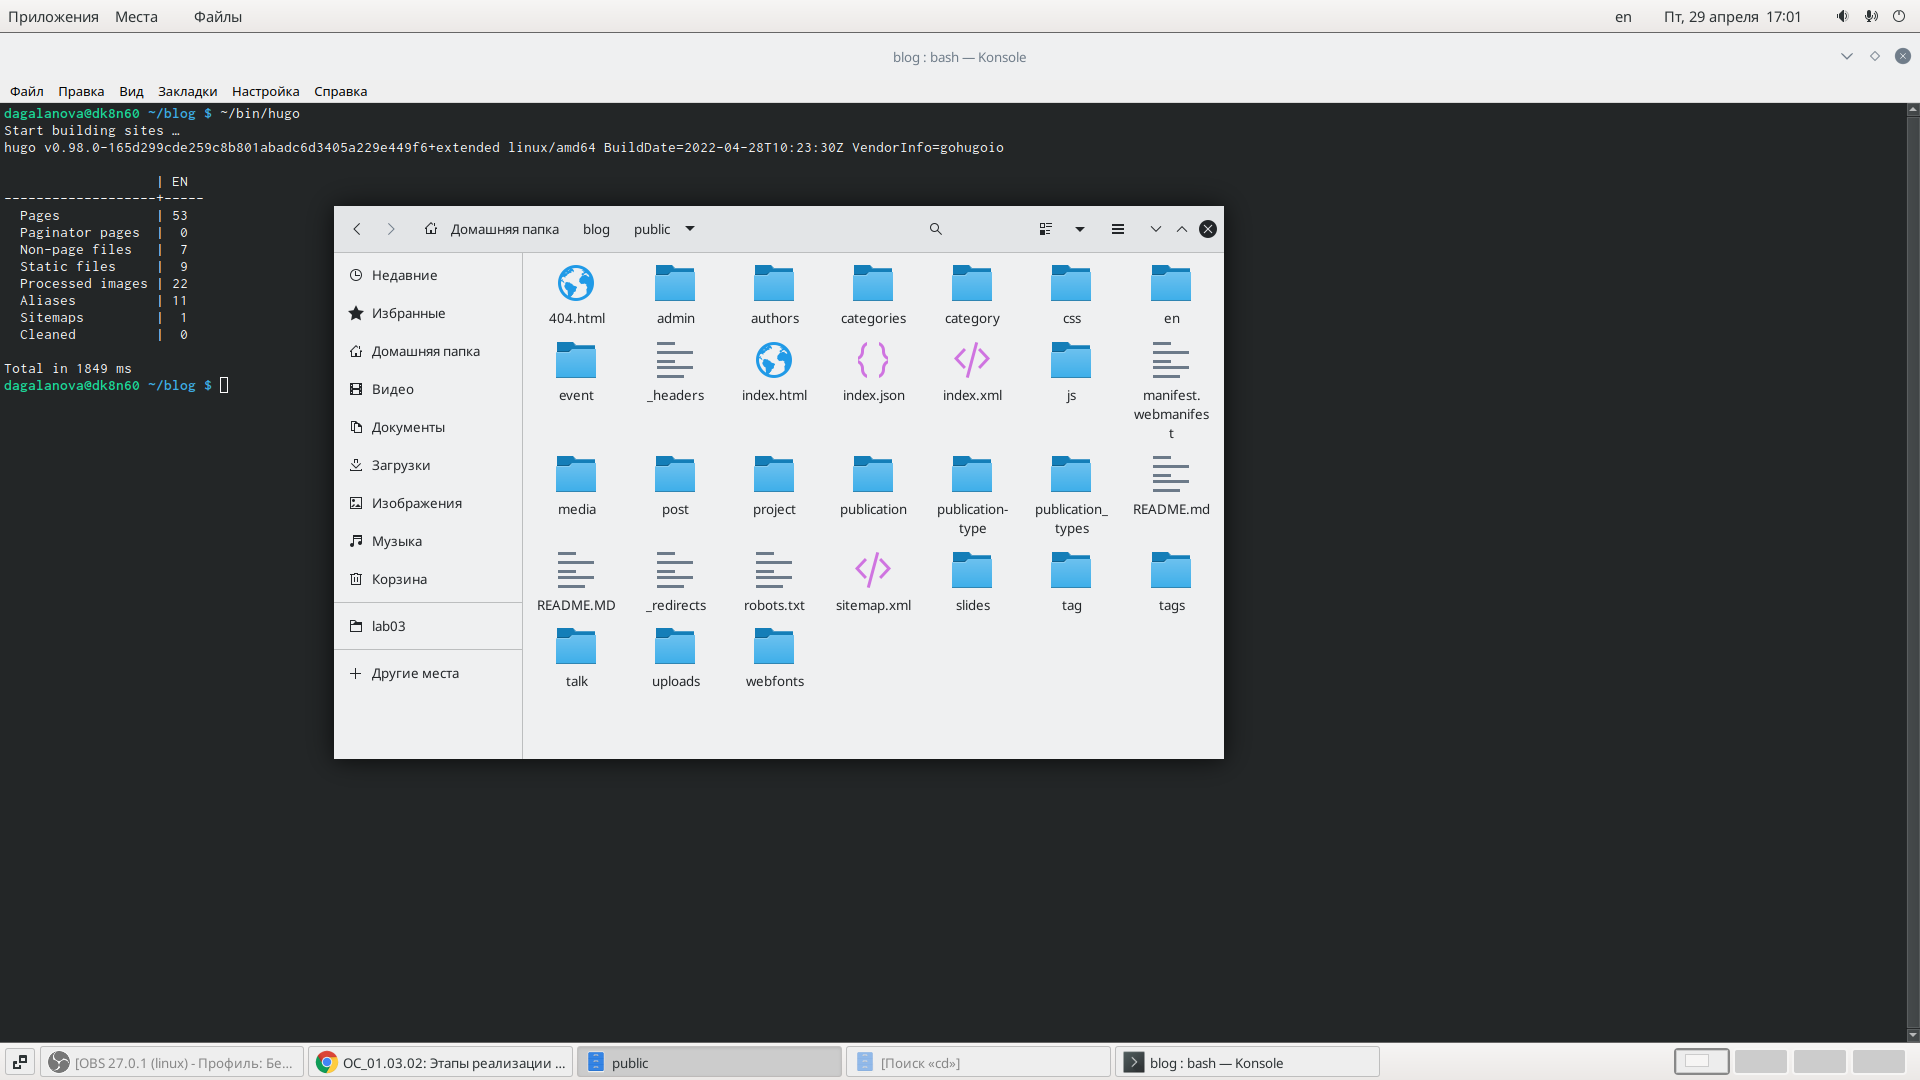 Приложения Места Файлы en Пт, 29 апреля 17:01
blog : bash — Konsole
Файл Правка Вид Закладки Настройка Справка
dagalanova@dk8n60 ~/blog $ ~/bin/hugo
Start building sites …
hugo v0.98.0-165d299cde259c8b801abadc6d3405a229e449f6+extended linux/amd64 BuildDate=2022-04-28T10:23:30Z VendorInfo=gohugoio
| EN
-------------------+-----
Pages | 53
Paginator pages | 0
Non-page files | 7
Static files | 9
Processed images | 22
Aliases | 11
Sitemaps | 1
Cleaned | 0
Total in 1849 ms
dagalanova@dk8n60 ~/blog $
Домашняя папка blog public
Недавние
Избранные
Домашняя папка
Видео
Документы
Загрузки
Изображения
Музыка
Корзина
lab03
Другие места
404.html admin authors categories category css en
event _headers index.html index.json index.xml js manifest.
webmanifes
t
media post project publication publication- publication_ README.md
type types
README.MD _redirects robots.txt sitemap.xml slides tag tags
talk uploads webfonts
[OBS 27.0.1 (linux) - Профиль: Бе... ОС_01.03.02: Этапы реализации ... public [Поиск «cd»] blog : bash — Konsole